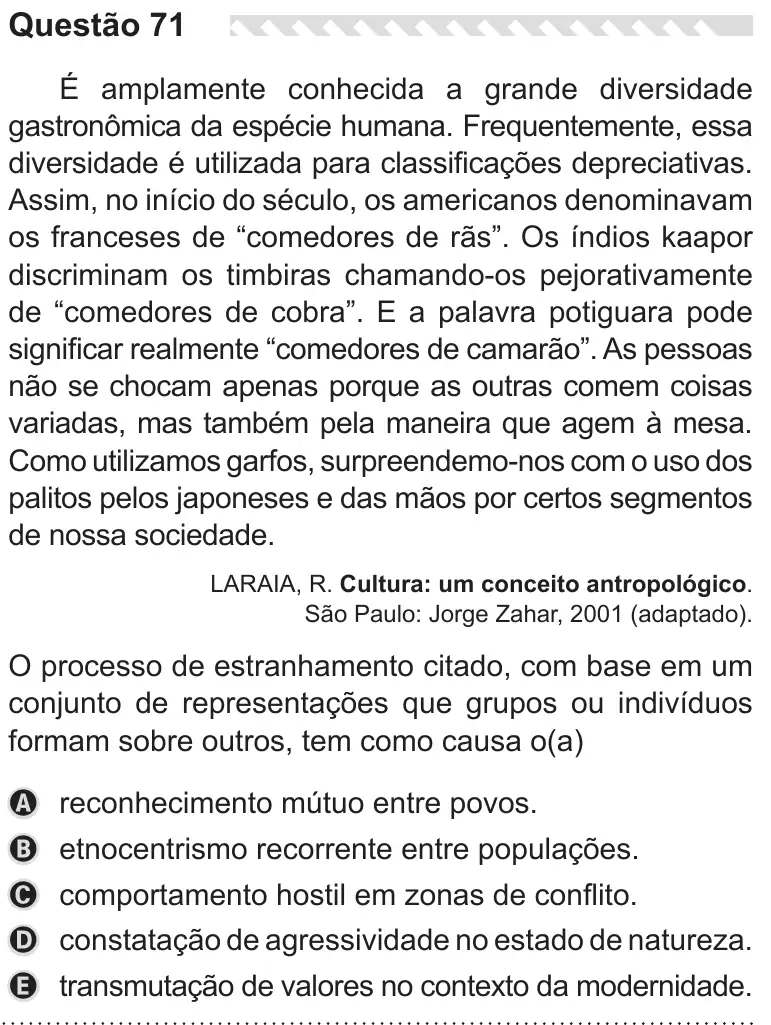 Questão 71
É amplamente conhecida a grande diversidade
gastronômica da espécie humana. Frequentemente, essa
diversidade é utilizada para classificações depreciativas.
Assim, no início do século, os americanos denominavam
os franceses de “comedores de rãs”. Os índios kaapor
discriminam os timbiras chamando-os pejorativamente
de “comedores de cobra”. E a palavra potiguara pode
significar realmente “comedores de camarão”. As pessoas
não se chocam apenas porque as outras comem coisas
variadas, mas também pela maneira que agem à mesa.
Como utilizamos garfos, surpreendemo-nos com o uso dos
palitos pelos japoneses e das mãos por certos segmentos
de nossa sociedade.
LARAIA, R. Cultura: um conceito antropológico.
São Paulo: Jorge Zahar, 2001 (adaptado).
O processo de estranhamento citado, com base em um
conjunto de representações que grupos ou indivíduos
formam sobre outros, tem como causa o(a)
A reconhecimento mútuo entre povos.
B etnocentrismo recorrente entre populações.
C comportamento hostil em zonas de conflito.
D constatação de agressividade no estado de natureza.
E transmutação de valores no contexto da modernidade.